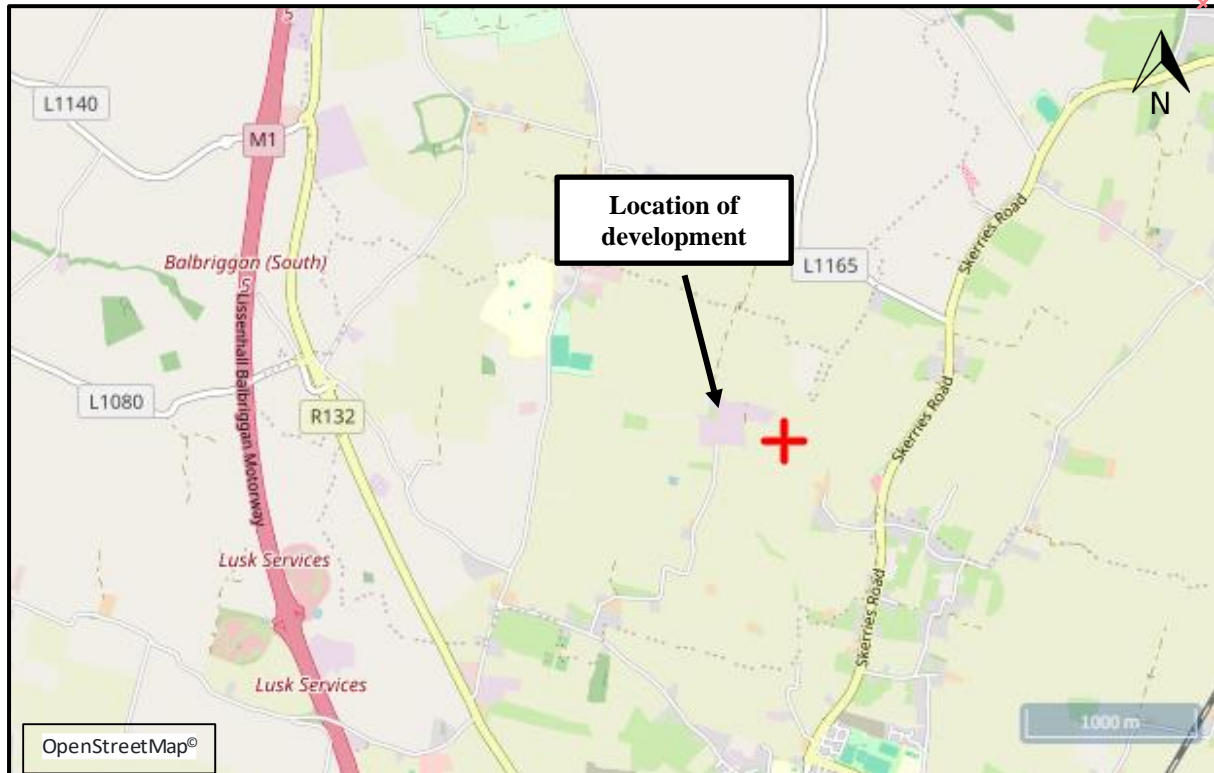 S
L1140
M1
N
Location of
development
Balbriggan (South)
S
L1165
Skerries Road
Lissenhall Balbriggan Motorway
L1080
R132
Skerries Road
Lusk Services
Skerries Road
Lusk Services
1000 m
OpenStreetMap©